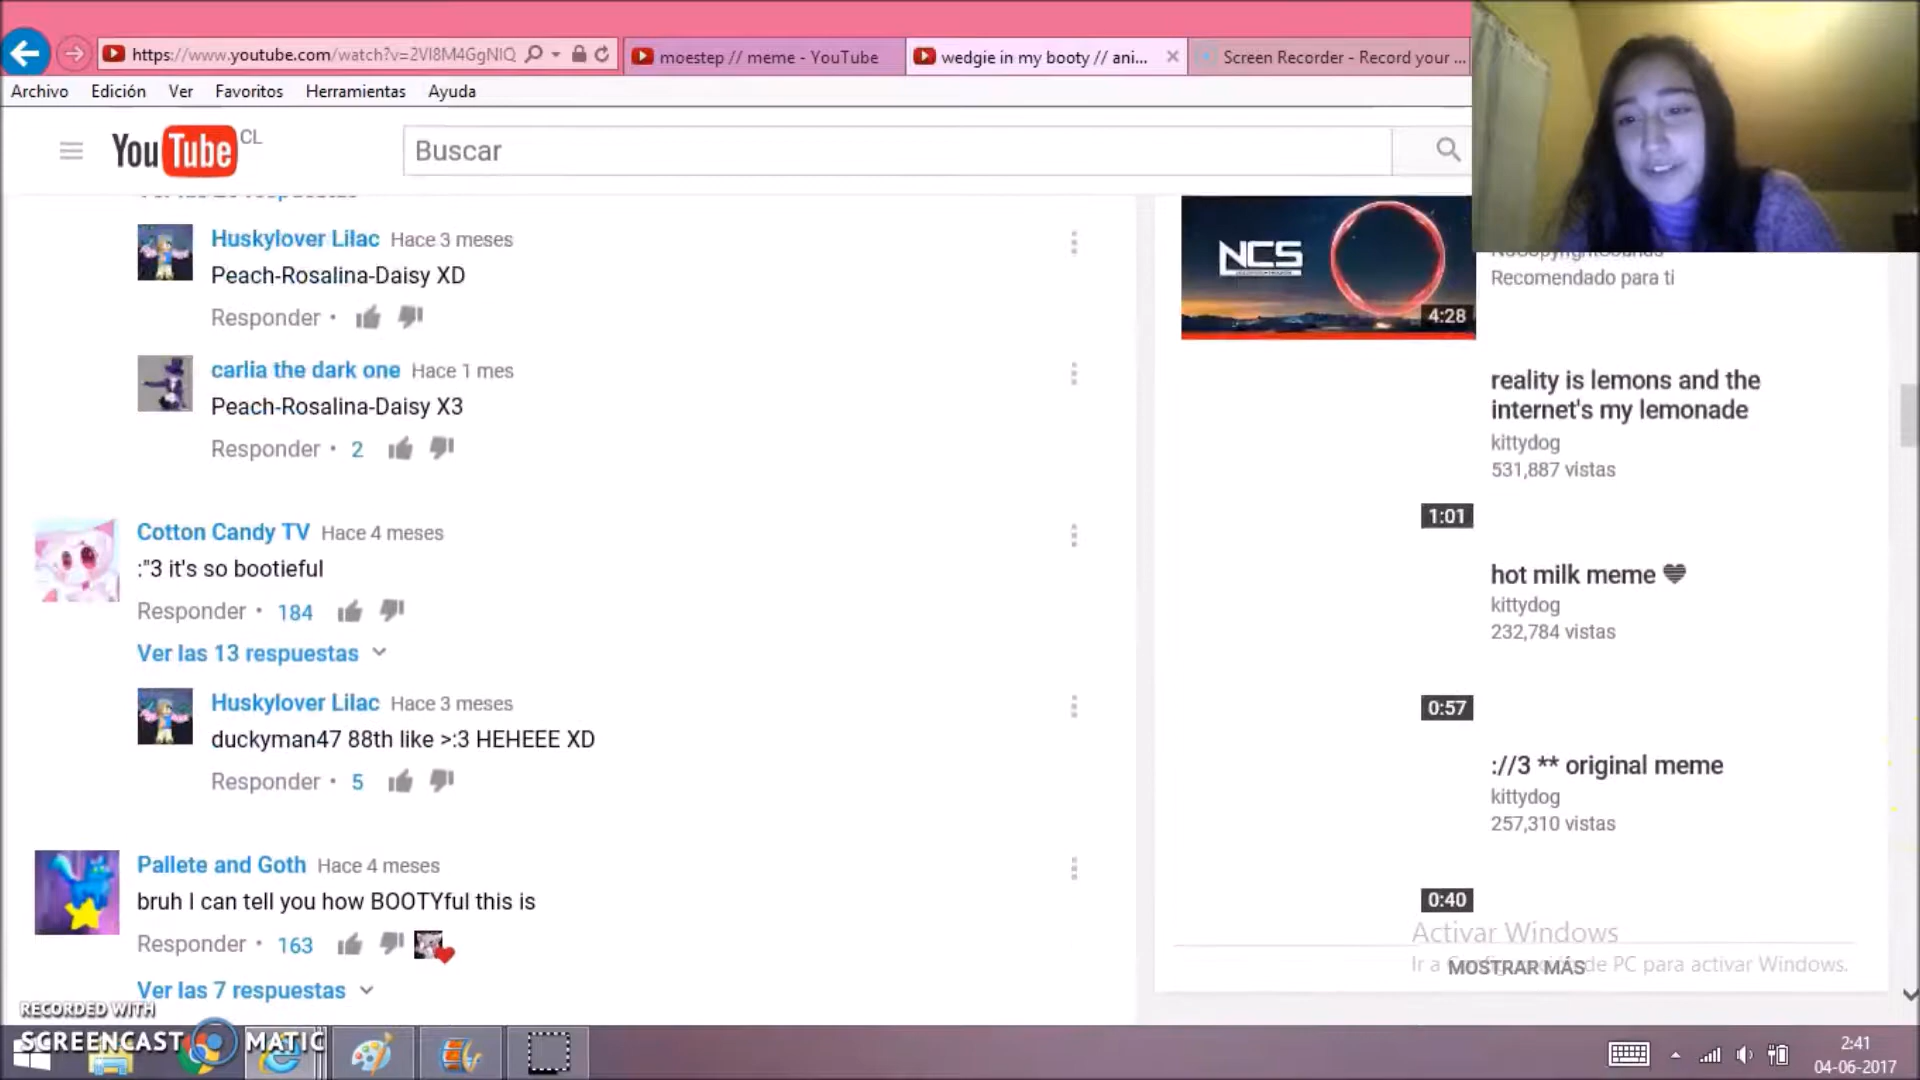 https://www.youtube.com/watch?v=2VI8M4GgNIQ
moestep // meme - YouTube
wedgie in my booty // ani...
Screen Recorder - Record your ...
Archivo Edición Ver Favoritos Herramientas Ayuda
YouTube CL
Buscar
Huskylover Lilac Hace 3 meses
Peach-Rosalina-Daisy XD
Responder •
carlia the dark one Hace 1 mes
Peach-Rosalina-Daisy X3
Responder • 2
Cotton Candy TV Hace 4 meses
:"3 it's so bootieful
Responder • 184
Ver las 13 respuestas
Huskylover Lilac Hace 3 meses
duckyman47 88th like >:3 HEHEEE XD
Responder • 5
Pallete and Goth Hace 4 meses
bruh I can tell you how BOOTYful this is
Responder • 163
Ver las 7 respuestas
NCS
4:28
Recomendado para ti
reality is lemons and the
internet's my lemonade
kittydog
531,887 vistas
1:01
hot milk meme ♥
kittydog
232,784 vistas
0:57
://3 ** original meme
kittydog
257,310 vistas
0:40
Activar Windows
Ir a de PC para activar Windows.
MOSTRAR MÁS
RECORDED WITH
SCREENCAST MATIC
2:41
04-06-2017